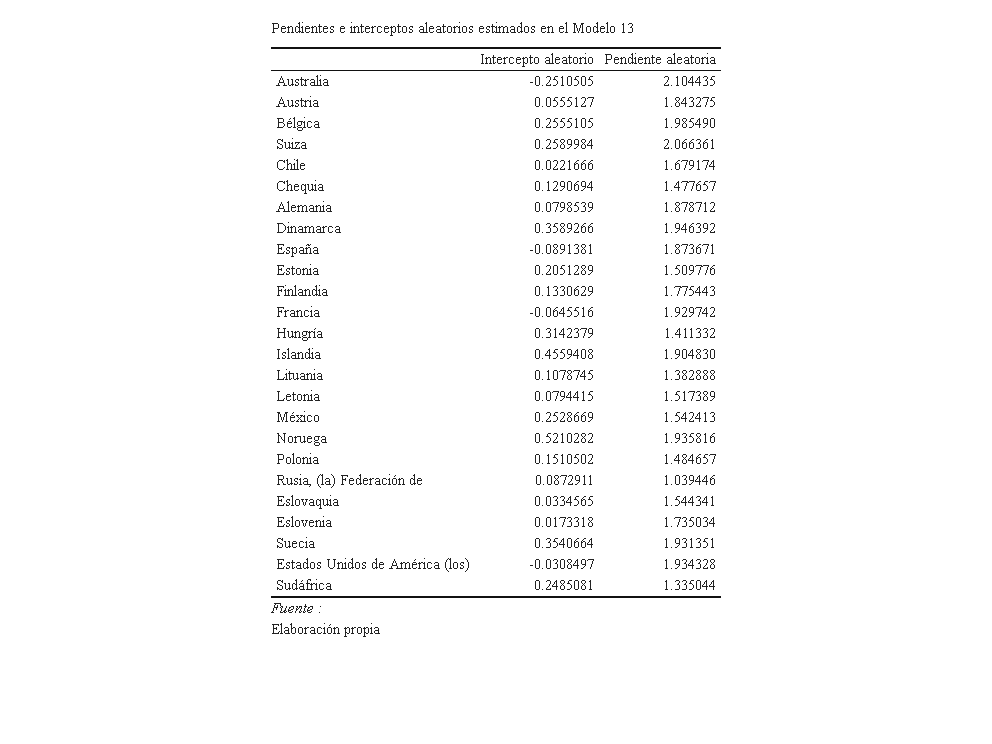 Pendientes e interceptos aleatorios estimados en el Modelo 13
Intercepto aleatorio Pendiente aleatoria
Australia -0.2510505 2.104435
Austria 0.0555127 1.843275
Bélgica 0.2555105 1.985490
Suiza 0.2589984 2.066361
Chile 0.0221666 1.679174
Chequia 0.1290694 1.477657
Alemania 0.0798539 1.878712
Dinamarca 0.3589266 1.946392
España -0.0891381 1.873671
Estonia 0.2051289 1.509776
Finlandia 0.1330629 1.775443
Francia -0.0645516 1.929742
Hungría 0.3142379 1.411332
Islandia 0.4559408 1.904830
Lituania 0.1078745 1.382888
Letonia 0.0794415 1.517389
México 0.2528669 1.542413
Noruega 0.5210282 1.935816
Polonia 0.1510502 1.484657
Rusia, (la) Federación de 0.0872911 1.039446
Eslovaquia 0.0334565 1.544341
Eslovenia 0.0173318 1.735034
Suecia 0.3540664 1.931351
Estados Unidos de América (los) -0.0308497 1.934328
Sudáfrica 0.2485081 1.335044
Fuente :
Elaboración propia